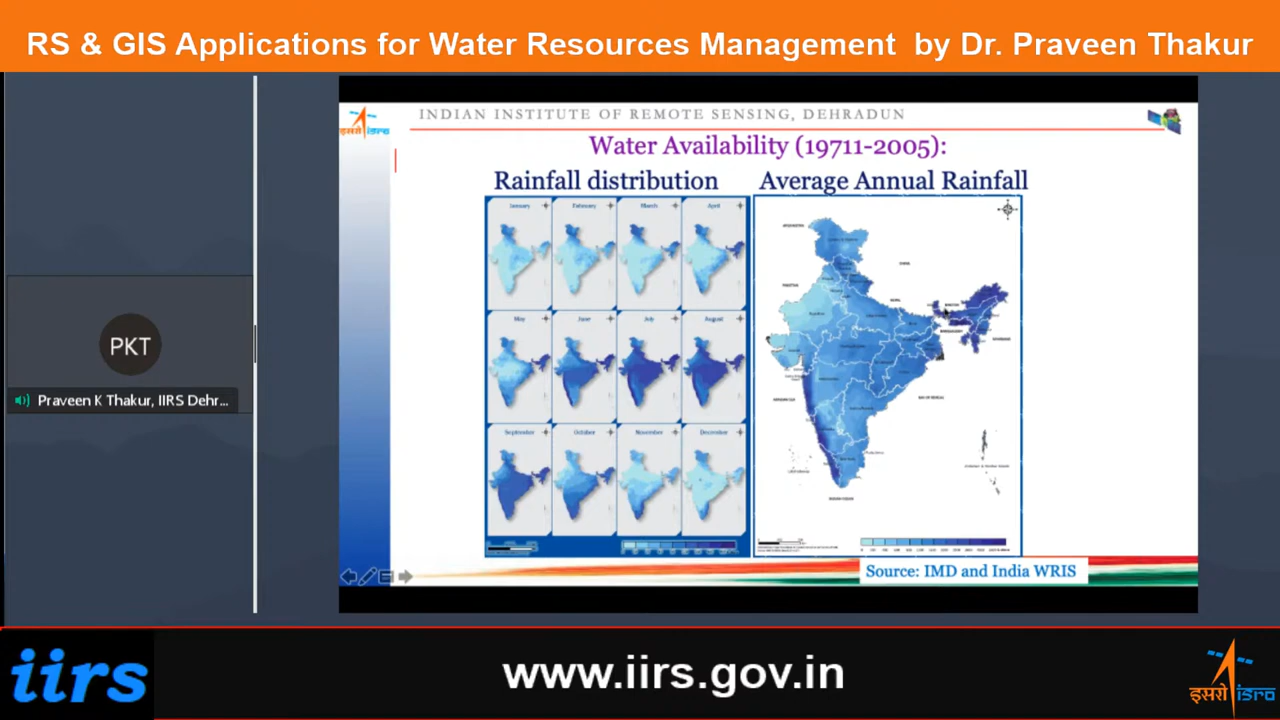 RS & GIS Applications for Water Resources Management by Dr. Praveen Thakur
INDIAN INSTITUTE OF REMOTE SENSING, DEHRADUN
इसरो isro
Water Availability (19711-2005):
Rainfall distribution
Average Annual Rainfall
January
February
March
April
May
June
July
August
September
October
November
December
PKT
Praveen K Thakur, IIRS Dehr...
Source: IMD and India WRIS
iirs
www.iirs.gov.in
इसरो isro